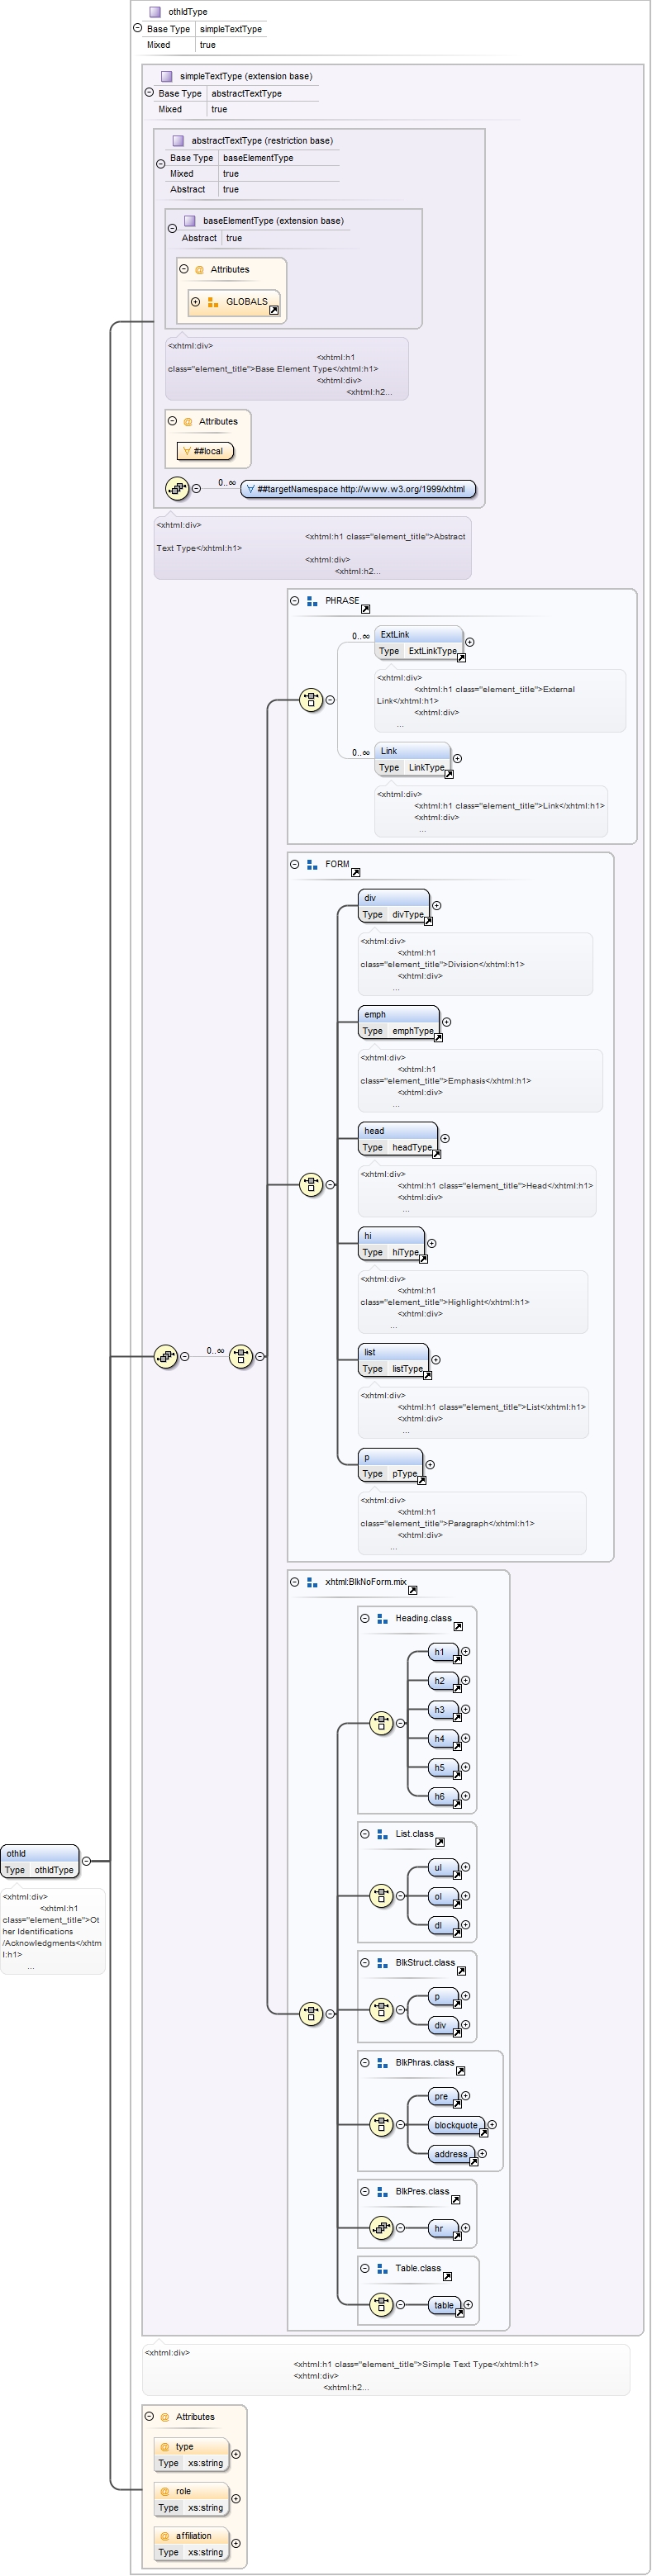 othIdType
Base Type simpleTextType
Mixed true
simpleTextType (extension base)
Base Type abstractTextType
Mixed true
abstractTextType (restriction base)
Base Type baseElementType
Mixed true
Abstract true
baseElementType (extension base)
Abstract true
@ Attributes
GLOBALS
<xhtml:div>
<xhtml:h1
class="element_title">Base Element Type</xhtml:h1>
<xhtml:div>
<xhtml:h2...
@ Attributes
∀ ##local
0..∞ ∀ ##targetNamespace http://www.w3.org/1999/xhtml
<xhtml:div>
<xhtml:h1 class="element_title">Abstract
Text Type</xhtml:h1>
<xhtml:div>
<xhtml:h2...
PHRASE
0..∞ ExtLink
Type ExtLinkType
<xhtml:div>
<xhtml:h1 class="element_title">External
Link</xhtml:h1>
<xhtml:div>
...
0..∞ Link
Type LinkType
<xhtml:div>
<xhtml:h1 class="element_title">Link</xhtml:h1>
<xhtml:div>
...
FORM
div
Type divType
<xhtml:div>
<xhtml:h1
class="element_title">Division</xhtml:h1>
<xhtml:div>
...
emph
Type emphType
<xhtml:div>
<xhtml:h1
class="element_title">Emphasis</xhtml:h1>
<xhtml:div>
...
head
Type headType
<xhtml:div>
<xhtml:h1 class="element_title">Head</xhtml:h1>
<xhtml:div>
...
hi
Type hiType
<xhtml:div>
<xhtml:h1
class="element_title">Highlight</xhtml:h1>
<xhtml:div>
...
0..∞
list
Type listType
<xhtml:div>
<xhtml:h1 class="element_title">List</xhtml:h1>
<xhtml:div>
...
p
Type pType
<xhtml:div>
<xhtml:h1
class="element_title">Paragraph</xhtml:h1>
<xhtml:div>
...
xhtml:BlkNoForm.mix
Heading.class
h1
h2
h3
h4
h5
h6
List.class
ul
ol
dl
othId
Type othIdType
<xhtml:div>
<xhtml:h1
class="element_title">Ot
her Identifications
/Acknowledgments</xhtm
l:h1>
...
BlkStruct.class
p
div
BlkPhras.class
pre
blockquote
address
BlkPres.class
hr
Table.class
table
<xhtml:div>
<xhtml:h1 class="element_title">Simple Text Type</xhtml:h1>
<xhtml:div>
<xhtml:h2...
@ Attributes
@ type
Type xs:string
@ role
Type xs:string
@ affiliation
Type xs:string